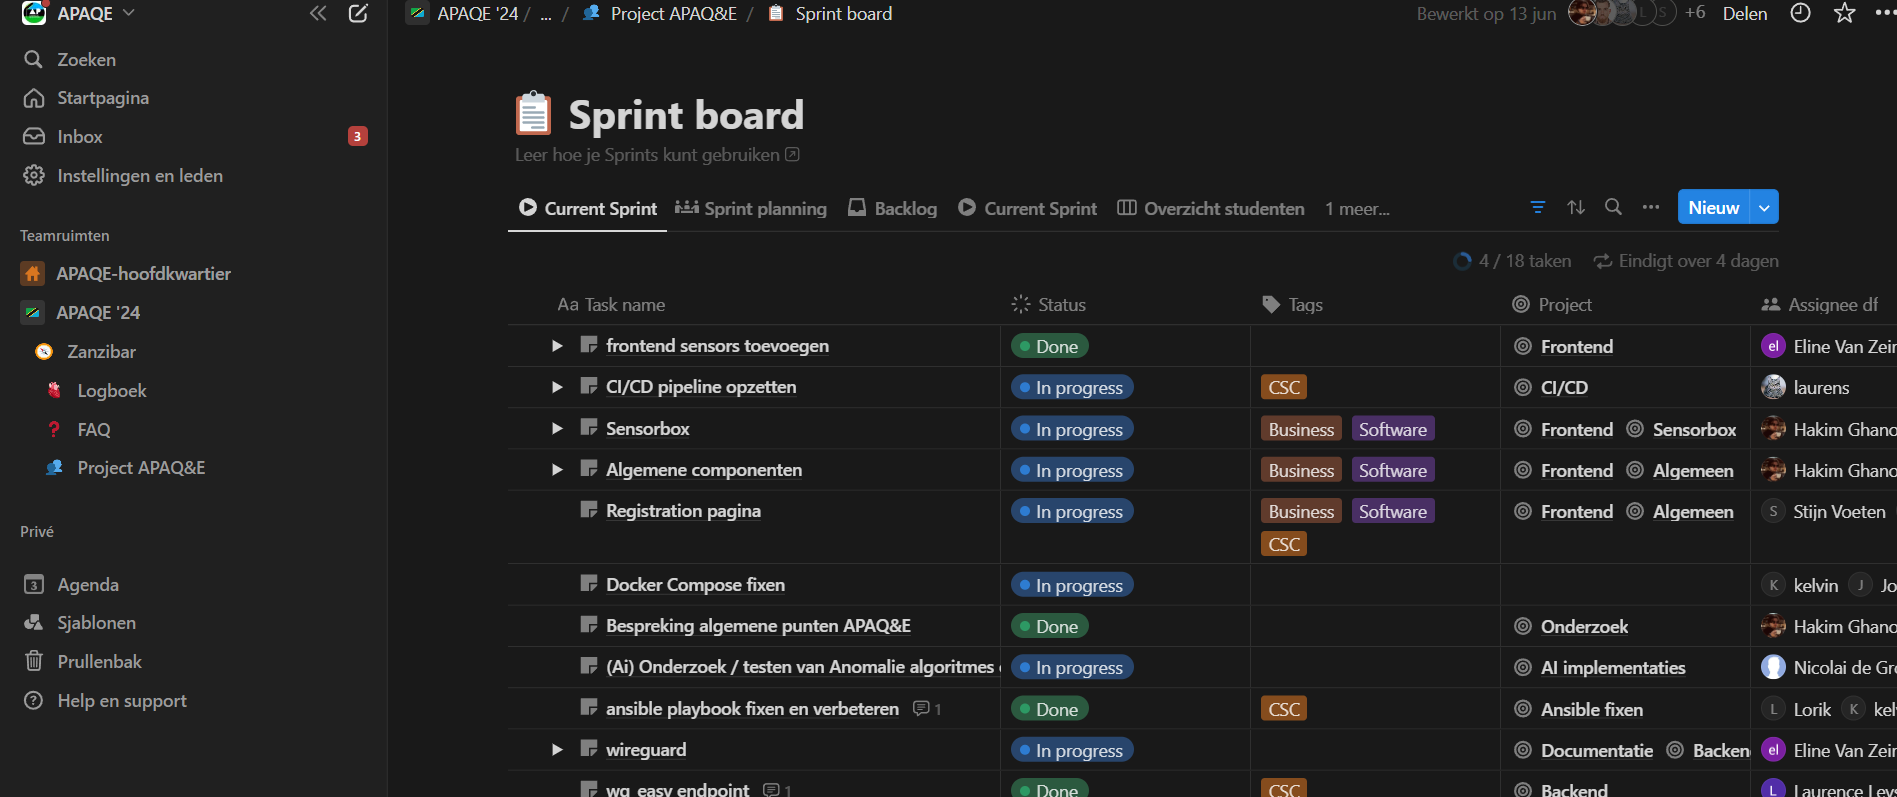 APAQE
Zoeken
Startpagina
Inbox 3
Instellingen en leden
Teamruimten
APAQE-hoofdkwartier
APAQE '24
Zanzibar
Logboek
FAQ
Project APAQ&E
Privé
3 Agenda
Sjablonen
Prullenbak
Help en support
APAQE '24 / ... / Project APAQ&E / Sprint board
Bewerkt op 13 jun L S +6 Delen
Sprint board
Leer hoe je Sprints kunt gebruiken
Current Sprint Sprint planning Backlog Current Sprint Overzicht studenten 1 meer... Nieuw
4 / 18 taken Eindigt over 4 dagen
Aa Task name Status Tags Project Assignee df
frontend sensors toevoegen Done Frontend el Eline Van Zei
CI/CD pipeline opzetten In progress CSC CI/CD laurens
Sensorbox In progress Business Software Frontend Sensorbox Hakim Ghano
Algemene componenten In progress Business Software Frontend Algemeen Hakim Ghano
Registration pagina In progress Business Software Frontend Algemeen S Stijn Voeten
CSC
Docker Compose fixen In progress K kelvin J Jo
Bespreking algemene punten APAQ&E Done Onderzoek Hakim Ghano
(Ai) Onderzoek / testen van Anomalie algoritmes In progress AI implementaties Nicolai de Gr
ansible playbook fixen en verbeteren 1 Done CSC Ansible fixen L Lorik K kel
wireguard In progress Documentatie Backend el Eline Van Zei
wg easy endpoint 1 Done CSC Backend L Laurence Leys